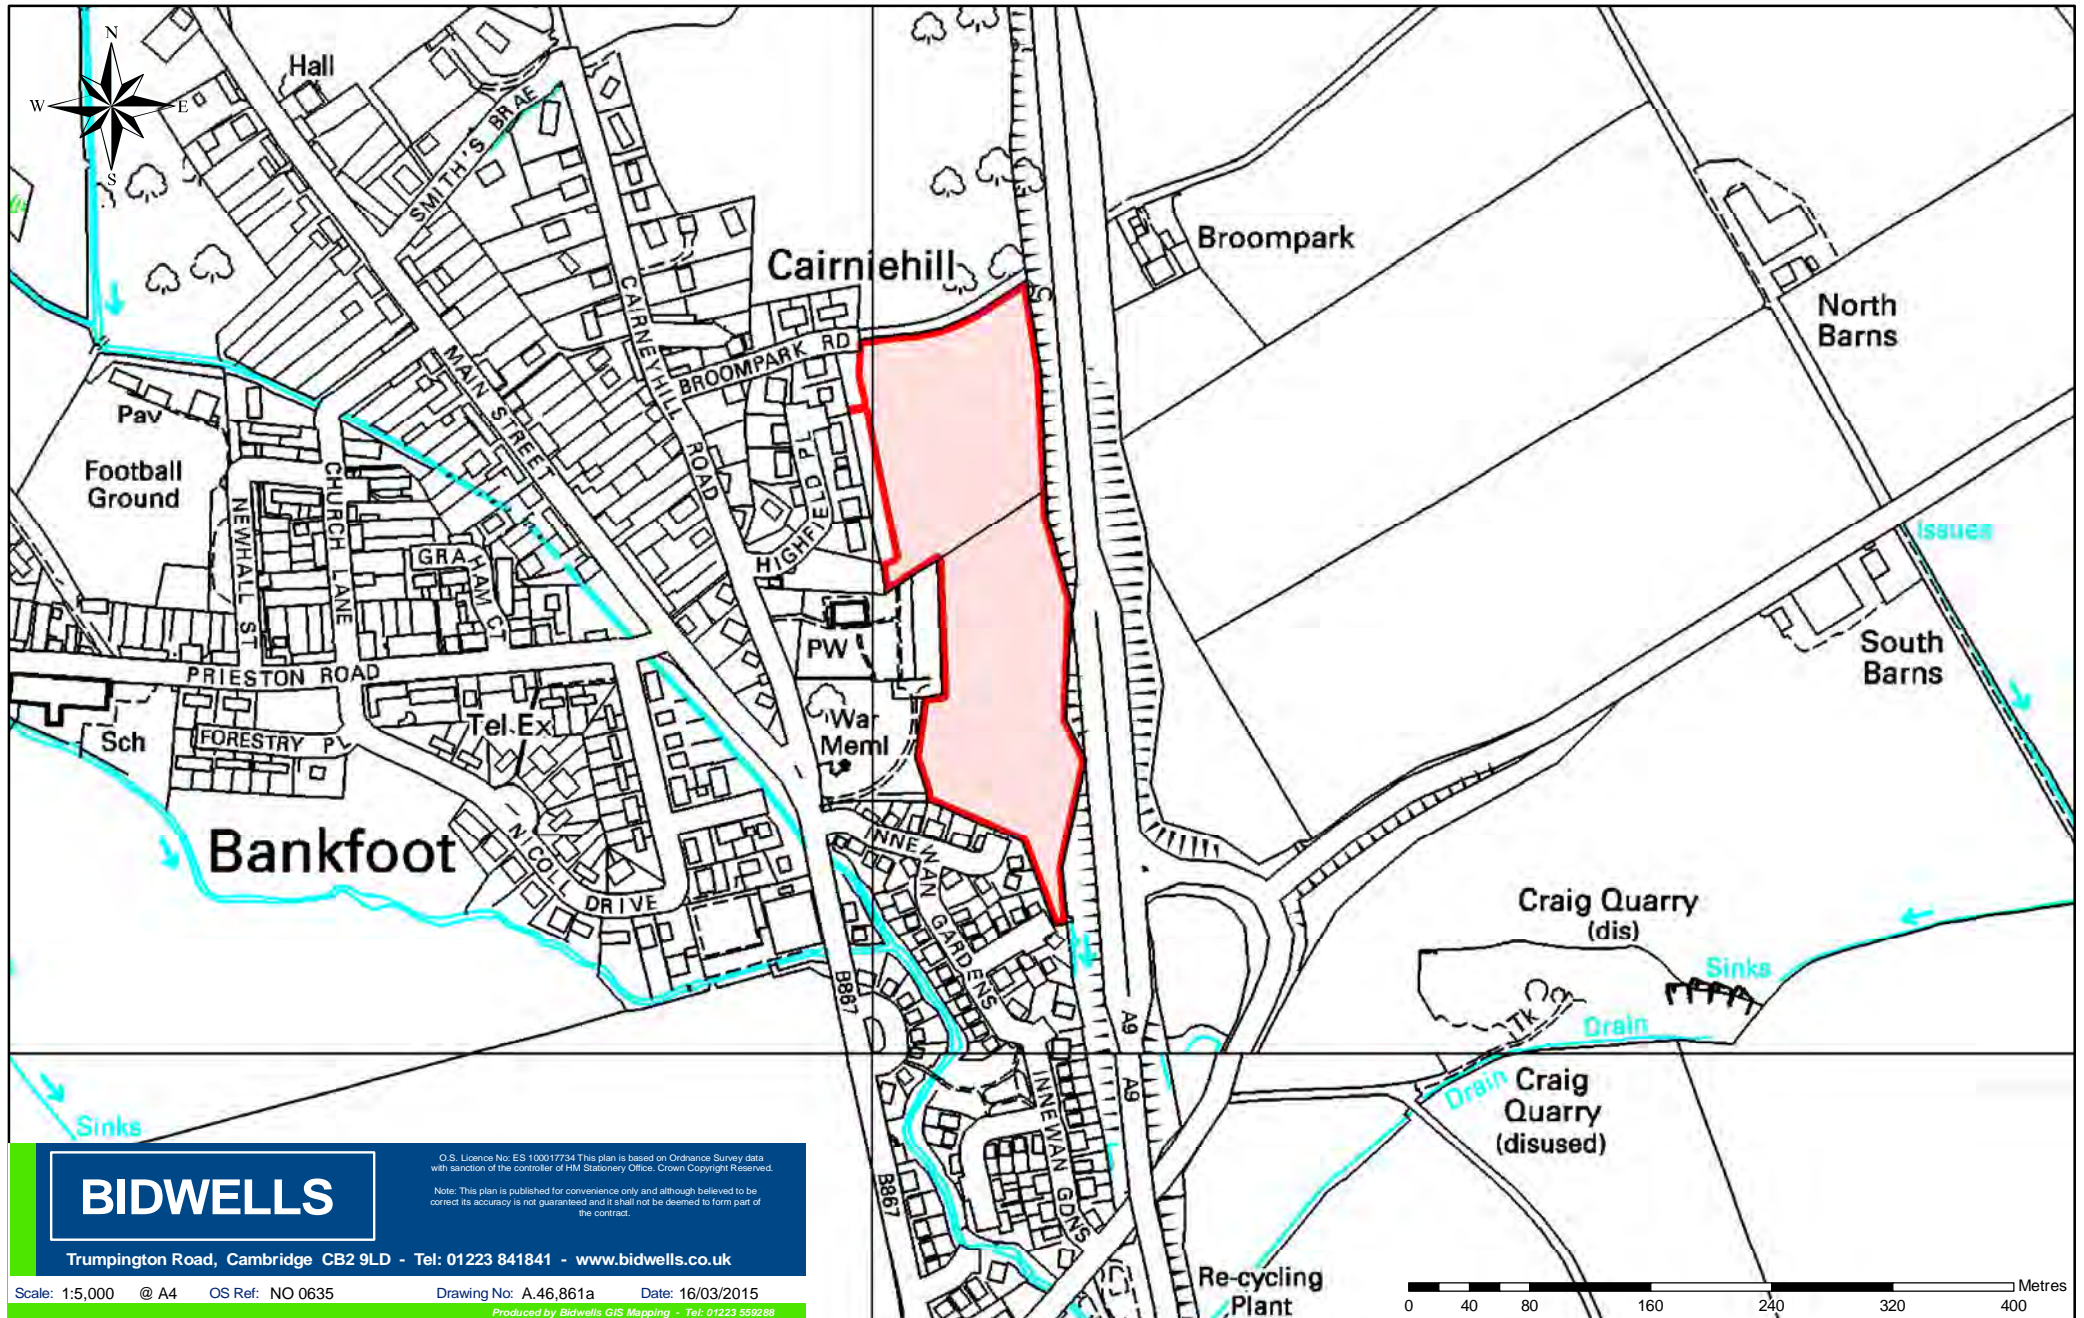 N
W
E
S
Hall
SMITH'S BRAE
Cairniehill
Broompark
North
Barns
CAIRNEYHILL ROAD
BROOMPARK RD
MAIN STREET
Pav
Football
Ground
NEWHALL ST
CHURCH LANE
GRAHAM CT
HIGHFIELD PL
Issues
South
Barns
PW
PRIESTON ROAD
War
Meml
Tel Ex
Sch
FORESTRY PL
Bankfoot
NICOLL DRIVE
INNEWAN GARDENS
Craig Quarry
(dis)
Sinks
Tk
Drain
B867
A9
A9
Drain
Craig
Quarry
(disused)
INNEWAN GDNS
B867
Sinks
Re-cycling
Plant
BIDWELLS
O.S. Licence No: ES 100017734 This plan is based on Ordnance Survey data
with sanction of the controller of HM Stationery Office. Crown Copyright Reserved.
Note: This plan is published for convenience only and although believed to be
correct its accuracy is not guaranteed and it shall not be deemed to form part of
the contract.
Trumpington Road, Cambridge CB2 9LD - Tel: 01223 841841 - www.bidwells.co.uk
Scale: 1:5,000 @ A4 OS Ref: NO 0635 Drawing No: A.46,861a Date: 16/03/2015
Produced by Bidwells GIS Mapping - Tel: 01223 559288
Metres
0 40 80 160 240 320 400